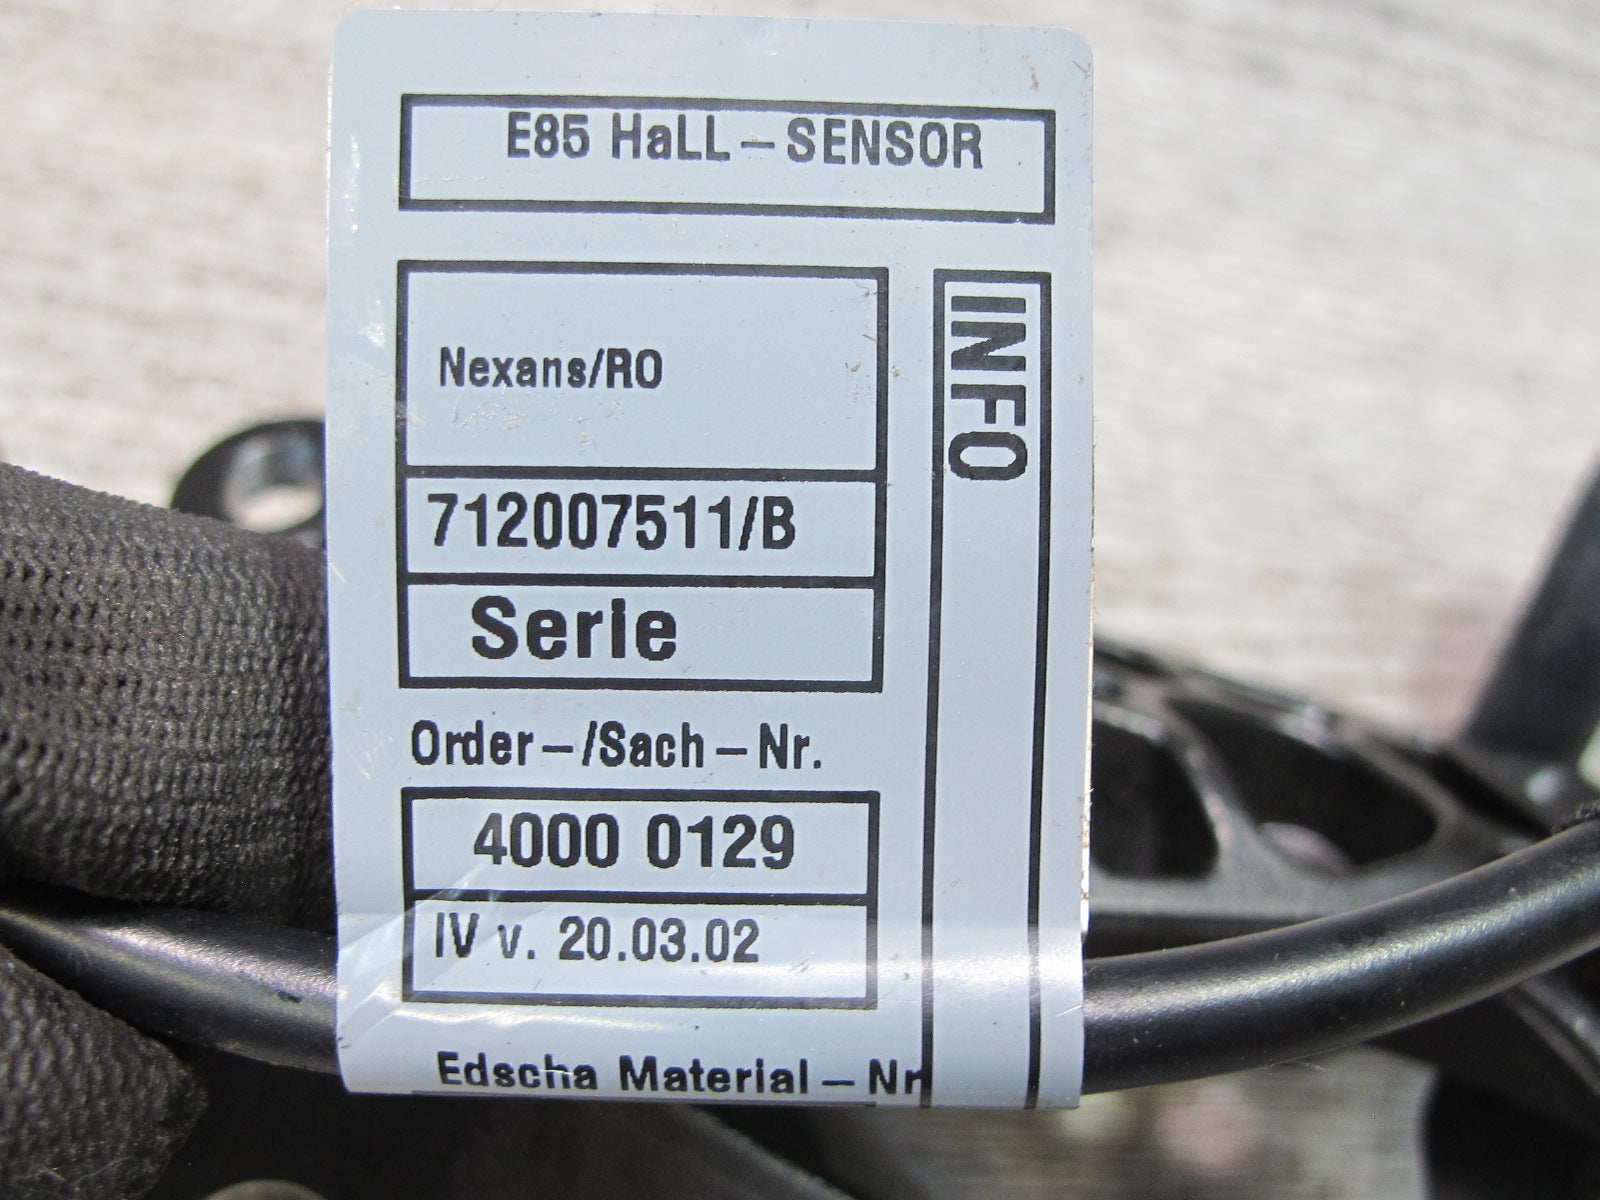 E85 HaLL-SENSOR
INFO
Nexans/RO
712007511/B
Serie
Order-/Sach-Nr.
4000 0129
IV v. 20.03.02
Edscha Material-Nr